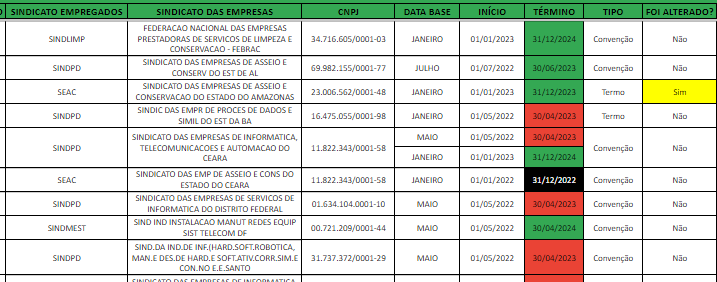 O SINDICATO EMPREGADOS SINDICATO DAS EMPRESAS CNPJ DATA BASE INÍCIO TÉRMINO TIPO FOI ALTERADO?
FEDERACAO NACIONAL DAS EMPRESAS
SINDLIMP PRESTADORAS DE SERVICOS DE LIMPEZA E 34.716.605/0001-03 JANEIRO 01/01/2023 31/12/2024 Convenção Não
CONSERVACAO - FEBRAC
SINDPD SINDICATO DAS EMPRESAS DE ASSEIO E 69.982.155/0001-77 JULHO 01/07/2022 30/06/2023 Convenção Não
CONSERV DO EST DE AL
SEAC SINDICATO DAS EMPRESAS DE ASSEIO E 23.006.562/0001-48 JANEIRO 01/01/2023 31/12/2023 Termo Sim
CONSERVACAO DO ESTADO DO AMAZONAS
SINDPD SINDIC DAS EMPR DE PROCES DE DADOS E 16.475.055/0001-98 MAIO 01/05/2022 30/04/2023 Termo Não
SIMIL DO EST DA BA
SINDICATO DAS EMPRESAS DE INFORMATICA, MAIO 01/05/2022 30/04/2023
SINDPD TELECOMUNICACOES E AUTOMACAO DO 11.822.343/0001-58 Convenção Não
CEARA JANEIRO 01/01/2023 31/12/2024
SEAC SINDICATO DAS EMP DE ASSEIO E CONS DO 11.822.343/0001-58 JANEIRO 01/01/2022 31/12/2022 Convenção Não
ESTADO DO CEARA
SINDPD SINDICATO DAS EMPRESAS DE SERVICOS DE 01.634.104.0001-10 MAIO 01/05/2022 30/04/2023 Convenção Não
INFORMATICA DO DISTRITO FEDERAL
SINDMEST SIND IND INSTALACAO MANUT REDES EQUIP 00.721.209/0001-44 MAIO 01/05/2022 30/04/2024 Convenção Não
SIST TELECOM DF
SIND.DA IND.DE INF.(HARD.SOFT.ROBOTICA,
SINDPD MAN.E DES.DE HARD.E SOFT.ATIV.CORR.SIM.E 31.737.372/0001-29 MAIO 01/05/2022 30/04/2023 Convenção Não
CON.NO E.E.SANTO
SINDICATO DAS EMPRESAS DE INFORMATICA